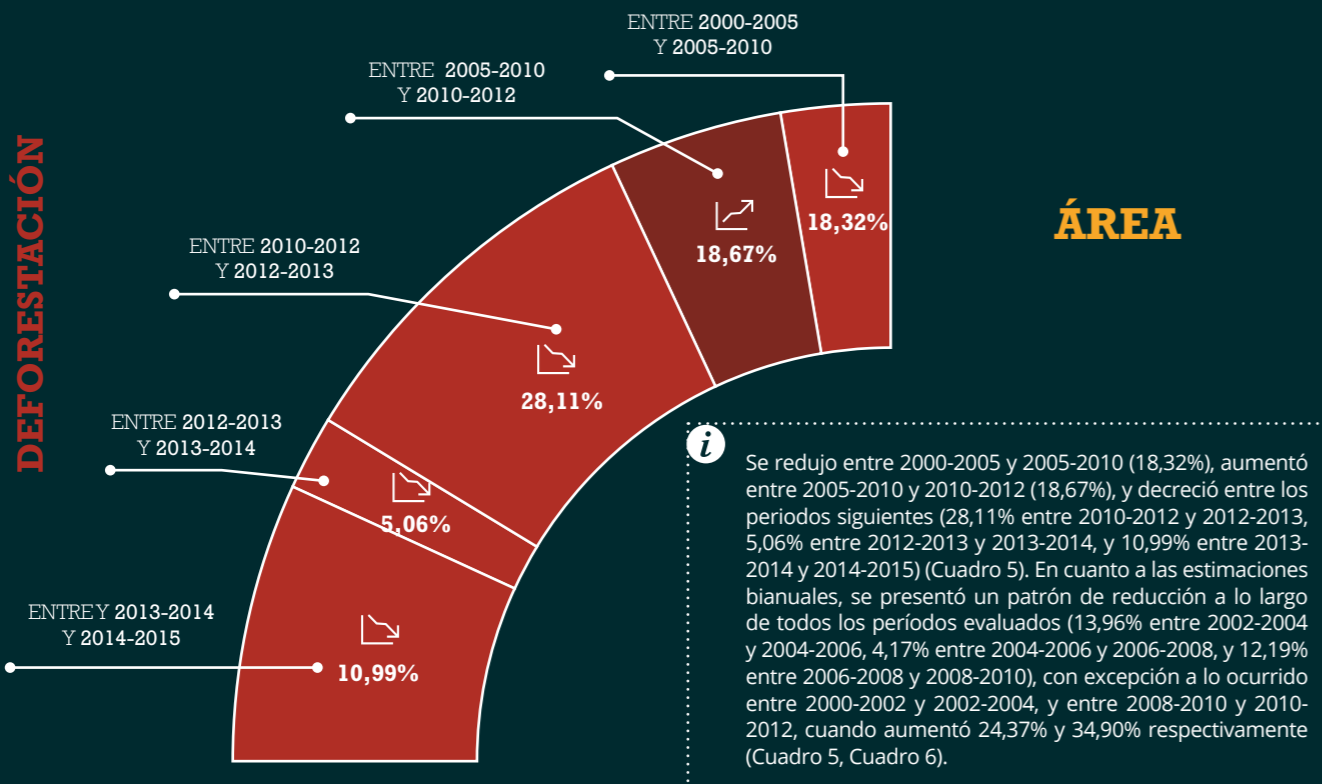 DEFORESTACIÓN
ENTRE 2000-2005
Y 2005-2010
18,32%
ENTRE 2005-2010
Y 2010-2012
18,67%
ENTRE 2010-2012
Y 2012-2013
28,11%
ENTRE 2012-2013
Y 2013-2014
5,06%
ENTREY 2013-2014
Y 2014-2015
10,99%
ÁREA
i
Se redujo entre 2000-2005 y 2005-2010 (18,32%), aumentó
entre 2005-2010 y 2010-2012 (18,67%), y decreció entre los
periodos siguientes (28,11% entre 2010-2012 y 2012-2013,
5,06% entre 2012-2013 y 2013-2014, y 10,99% entre 2013-
2014 y 2014-2015) (Cuadro 5). En cuanto a las estimaciones
bianuales, se presentó un patrón de reducción a lo largo
de todos los períodos evaluados (13,96% entre 2002-2004
y 2004-2006, 4,17% entre 2004-2006 y 2006-2008, y 12,19%
entre 2006-2008 y 2008-2010), con excepción a lo ocurrido
entre 2000-2002 y 2002-2004, y entre 2008-2010 y 2010-
2012, cuando aumentó 24,37% y 34,90% respectivamente
(Cuadro 5, Cuadro 6).